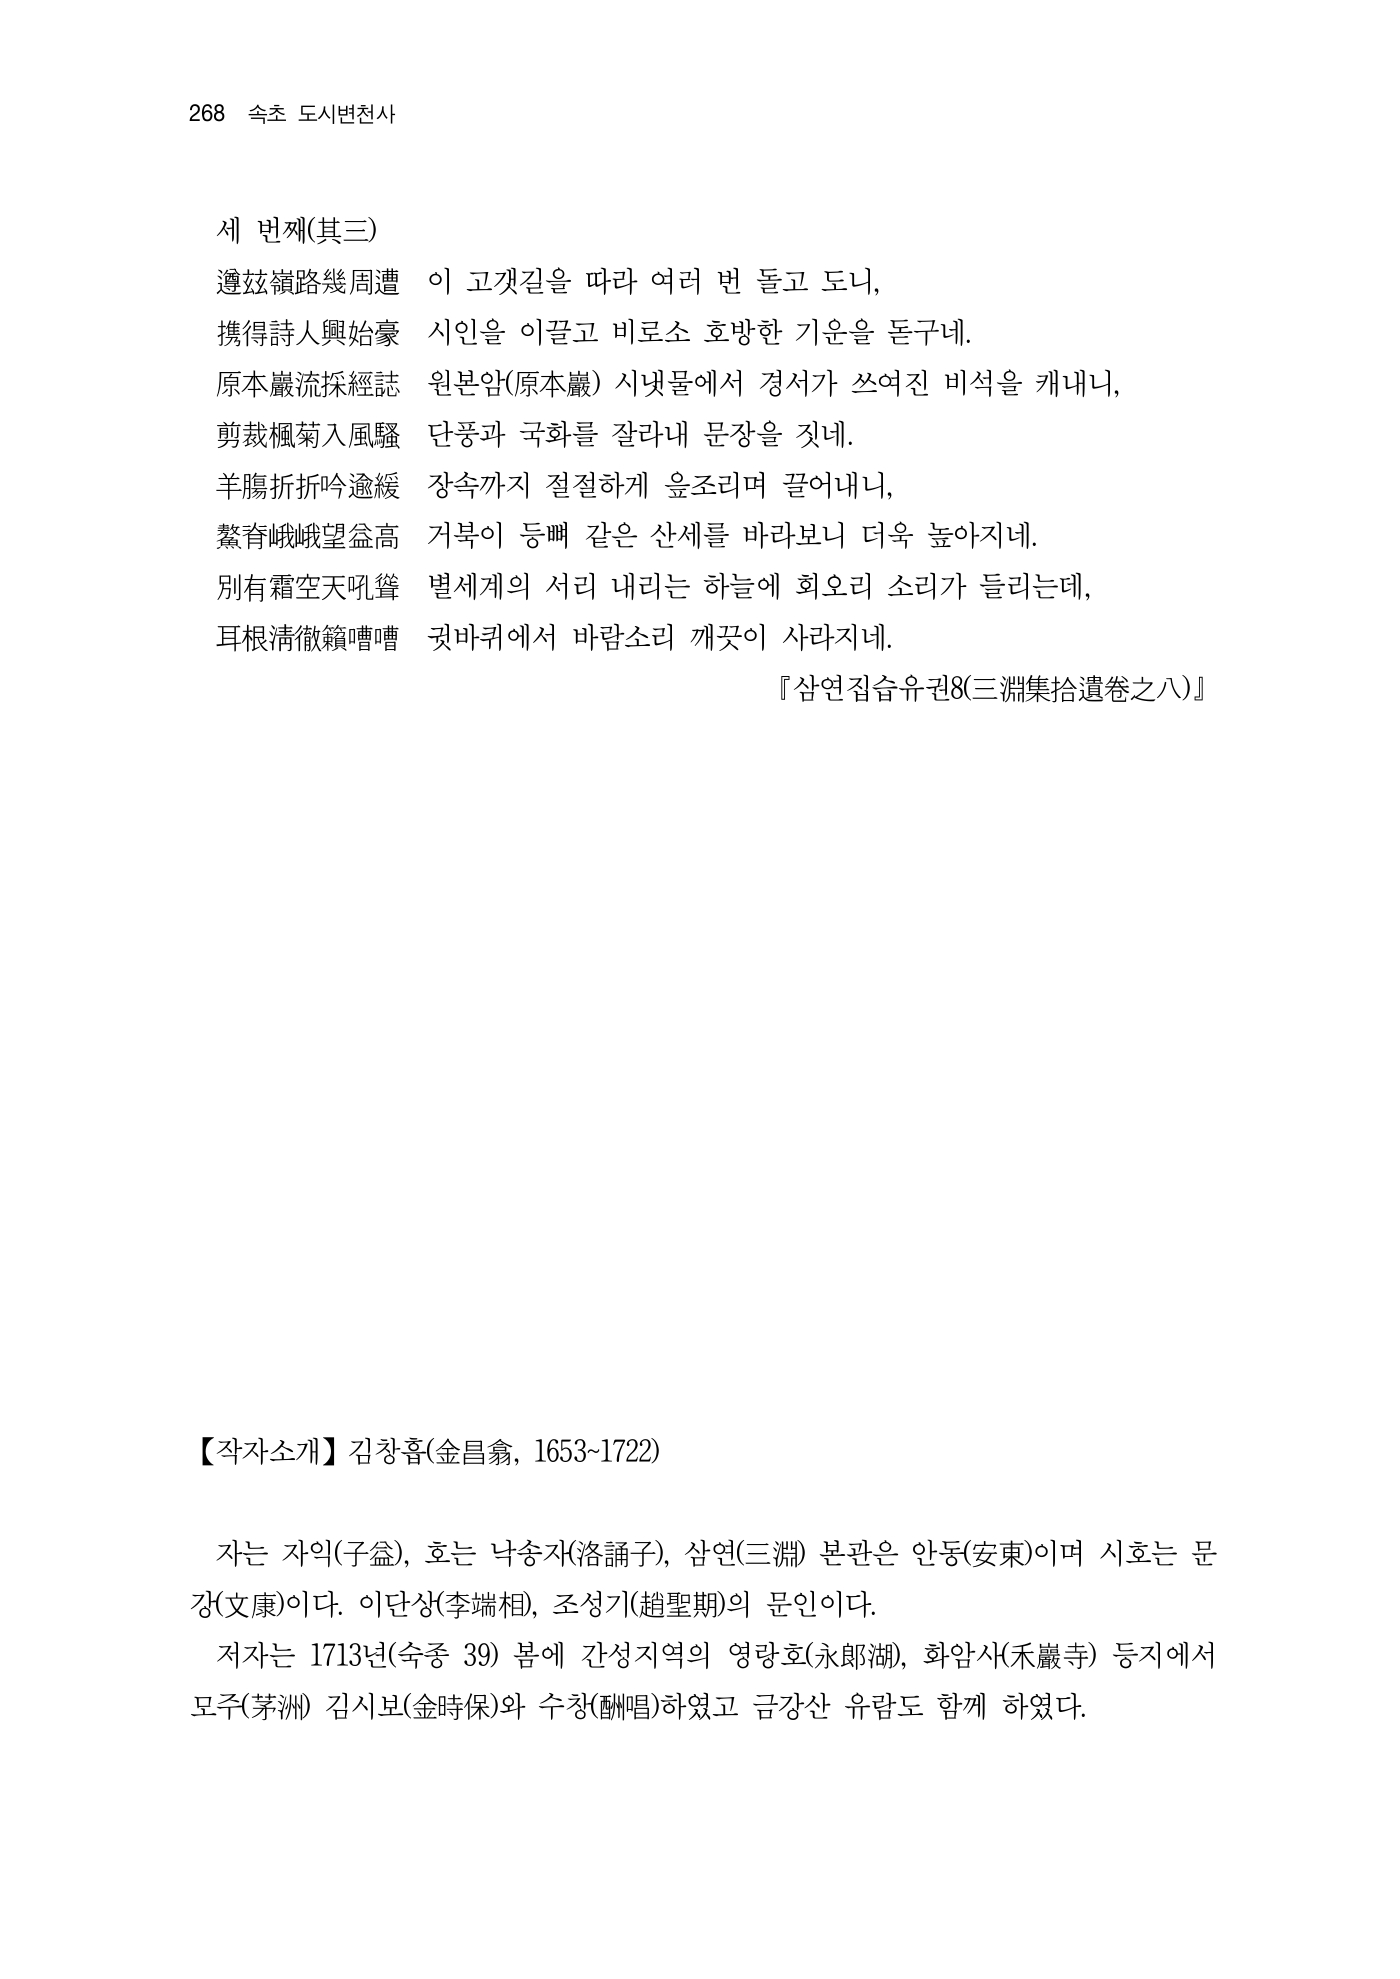 268 속초 도시변천사
세 번째(其三)
遵玆嶺路幾周遭 이 고갯길을 따라 여러 번 돌고 도니,
携得詩人興始豪 시인을 이끌고 비로소 호방한 기운을 돋구네.
原本巖流採經誌 원본암(原本巖) 시냇물에서 경서가 쓰여진 비석을 캐내니,
剪裁楓菊入風騷 단풍과 국화를 잘라내 문장을 짓네.
羊膓折折吟逾緩 장속까지 절절하게 읊조리며 끌어내니,
鰲脊峨峨望益高 거북이 등뼈 같은 산세를 바라보니 더욱 높아지네.
別有霜空天吼聳 별세계의 서리 내리는 하늘에 회오리 소리가 들리는데,
耳根淸徹籟嘈嘈 귓바퀴에서 바람소리 깨끗이 사라지네.
『삼연집습유권8(三淵集拾遺卷之八)』
【작자소개】 김창흡(金昌翕, 1653~1722)
자는 자익(子益), 호는 낙송자(洛誦子), 삼연(三淵) 본관은 안동(安東)이며 시호는 문
강(文康)이다. 이단상(李端相), 조성기(趙聖期)의 문인이다.
저자는 1713년(숙종 39) 봄에 간성지역의 영랑호(永郞湖), 화암사(禾巖寺) 등지에서
모주(茅洲) 김시보(金時保)와 수창(酬唱)하였고 금강산 유람도 함께 하였다.